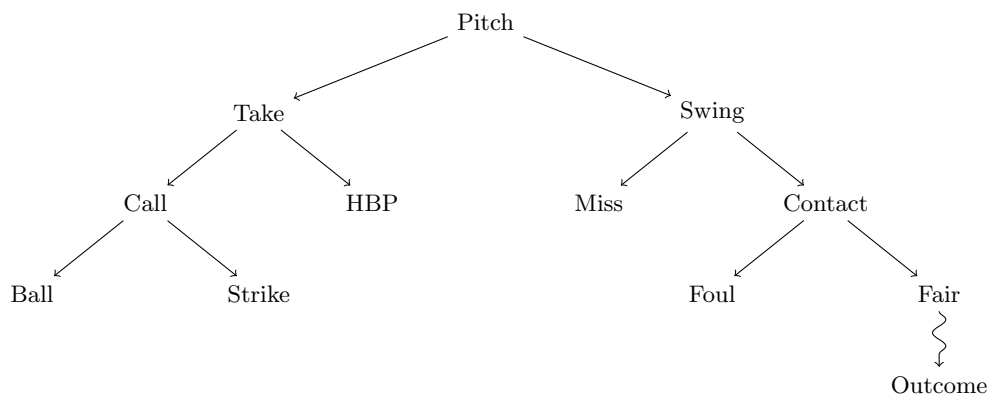 Pitch
Take
Swing
Call
HBP
Miss
Contact
Ball
Strike
Foul
Fair
Outcome